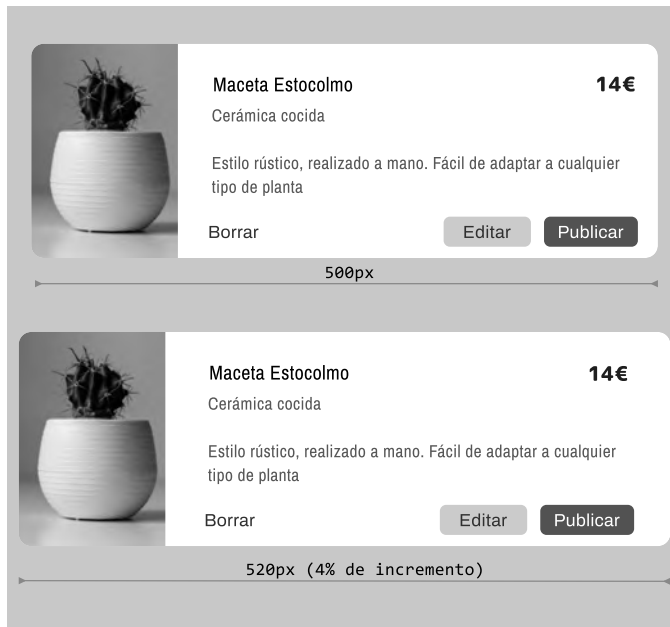 Maceta Estocolmo 14€
Cerámica cocida
Estilo rústico, realizado a mano. Fácil de adaptar a cualquier
tipo de planta
Borrar Editar Publicar
500px
Maceta Estocolmo 14€
Cerámica cocida
Estilo rústico, realizado a mano. Fácil de adaptar a cualquier
tipo de planta
Borrar Editar Publicar
520px (4% de incremento)